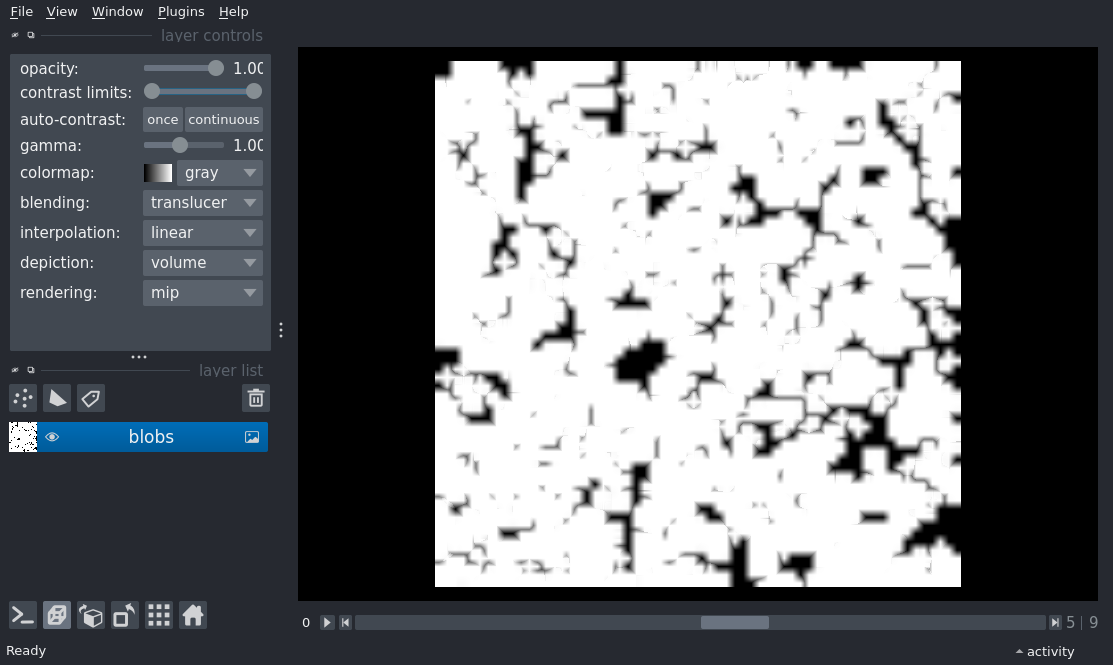 File View Window Plugins Help
layer controls
opacity: 1.00
contrast limits:
auto-contrast: once continuous
gamma: 1.00
colormap: gray
blending: translucer
interpolation: linear
depiction: volume
rendering: mip
layer list
blobs
0 5 | 9
Ready activity